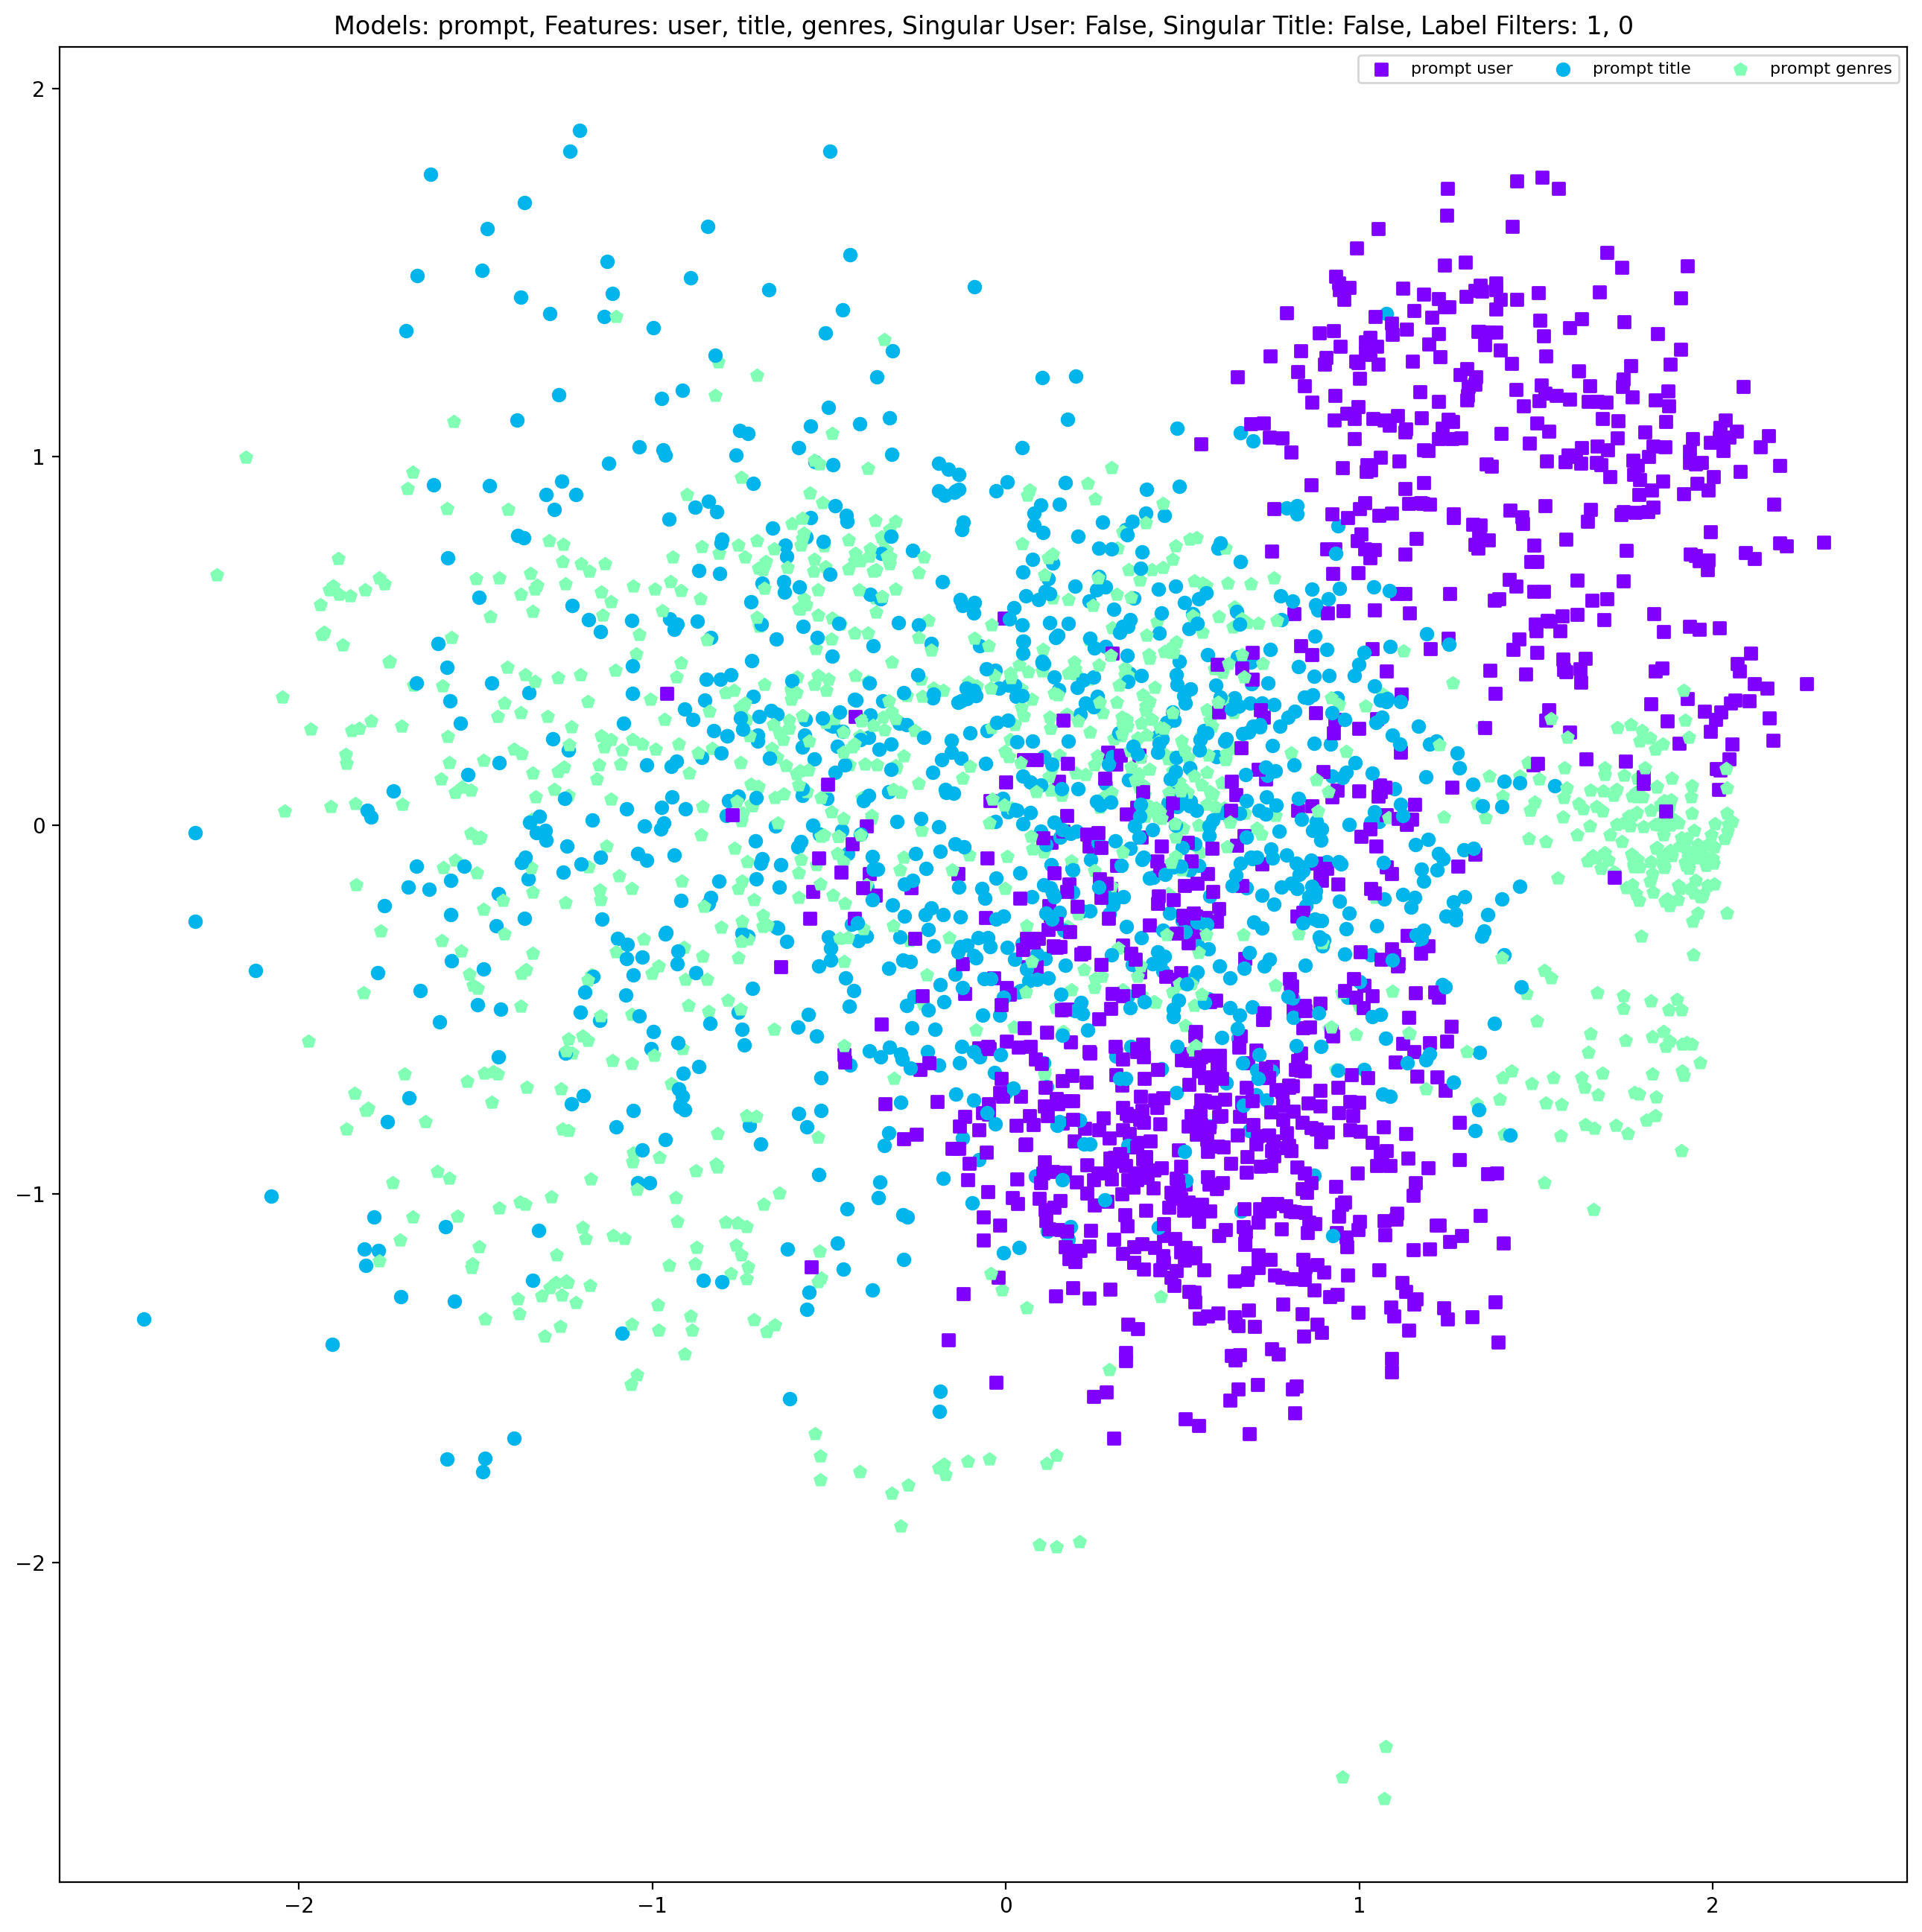 Models: prompt, Features: user, title, genres, Singular User: False, Singular Title: False, Label Filters: 1, 0
prompt user prompt title prompt genres
2
1
0
−1
−2
−2 −1 0 1 2